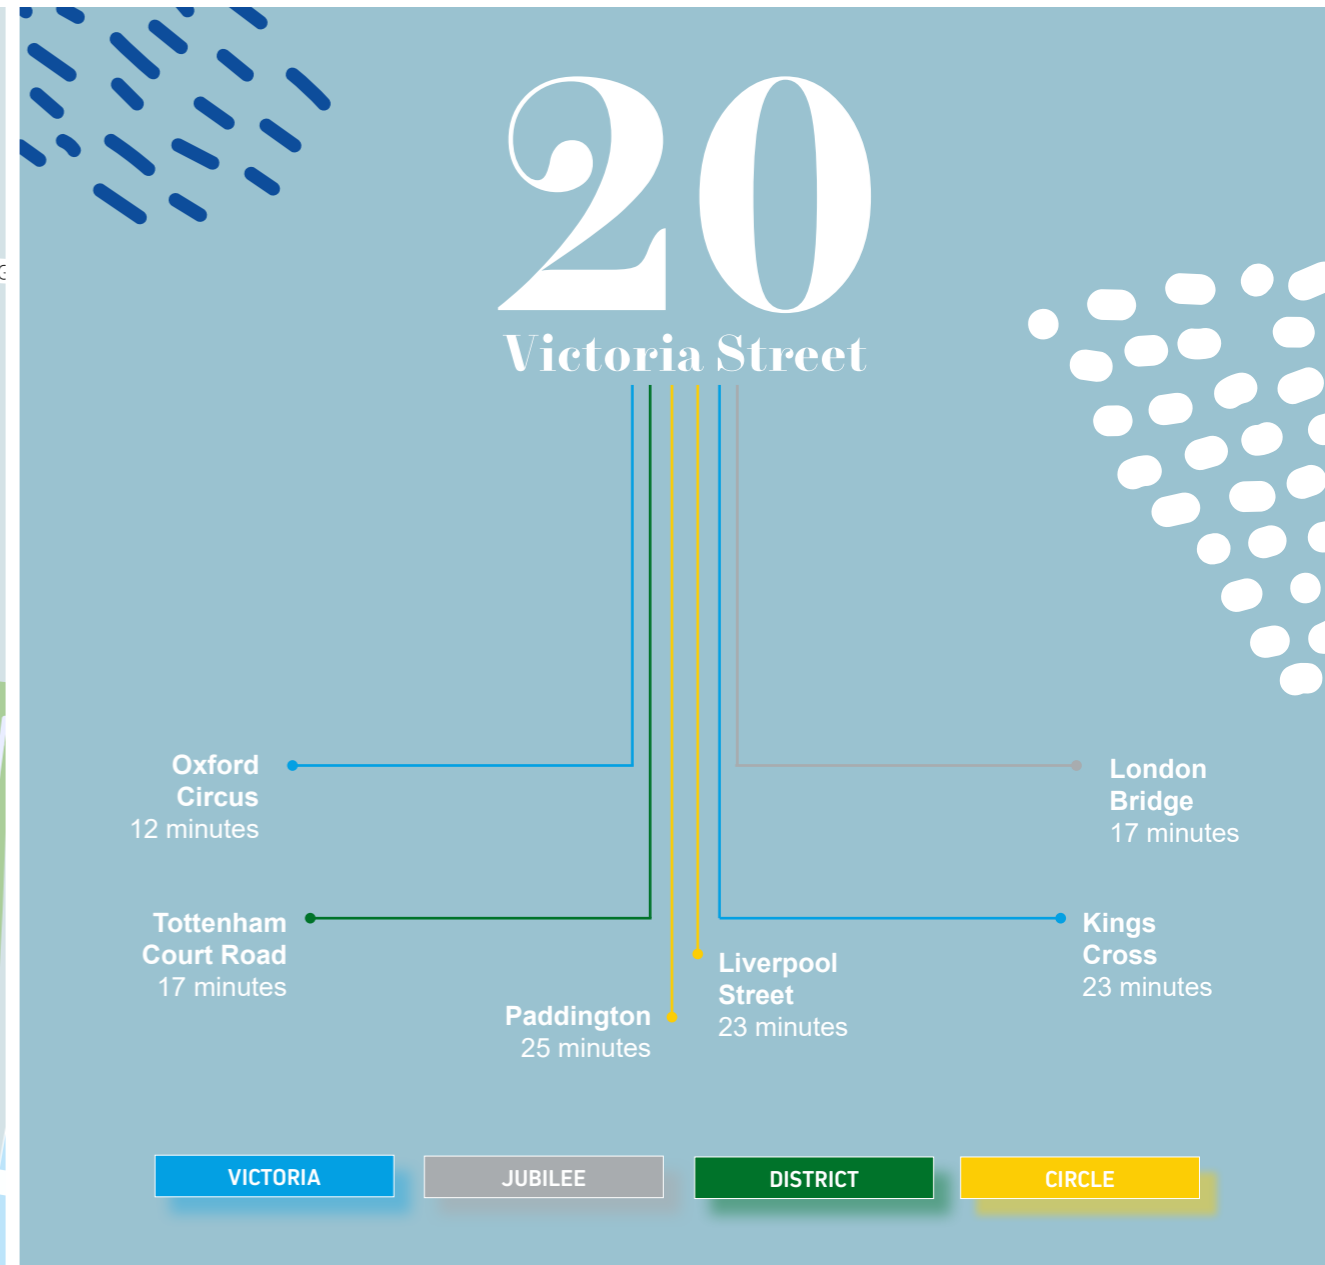 20
Victoria Street
Oxford
Circus
12 minutes
London
Bridge
17 minutes
Tottenham
Court Road
17 minutes
Kings
Cross
23 minutes
Liverpool
Street
23 minutes
Paddington
25 minutes
VICTORIA
JUBILEE
DISTRICT
CIRCLE